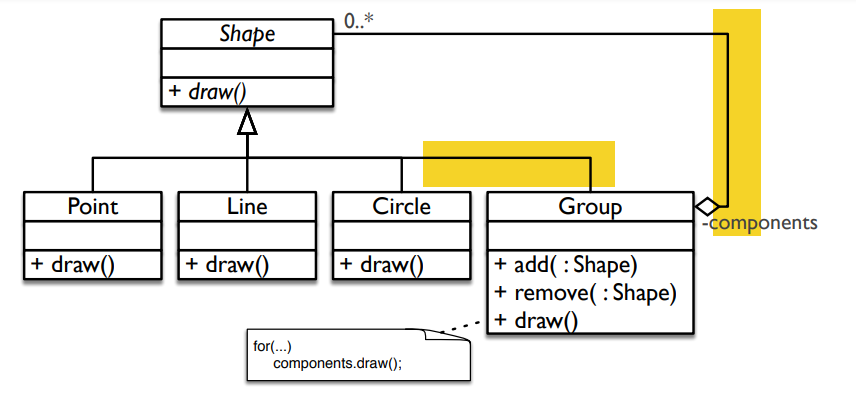 Shape
0..*
+ draw()
Point
Line
Circle
Group
-components
+ draw()
+ draw()
+ draw()
+ add( : Shape)
+ remove( : Shape)
+ draw()
for(...)
components.draw();